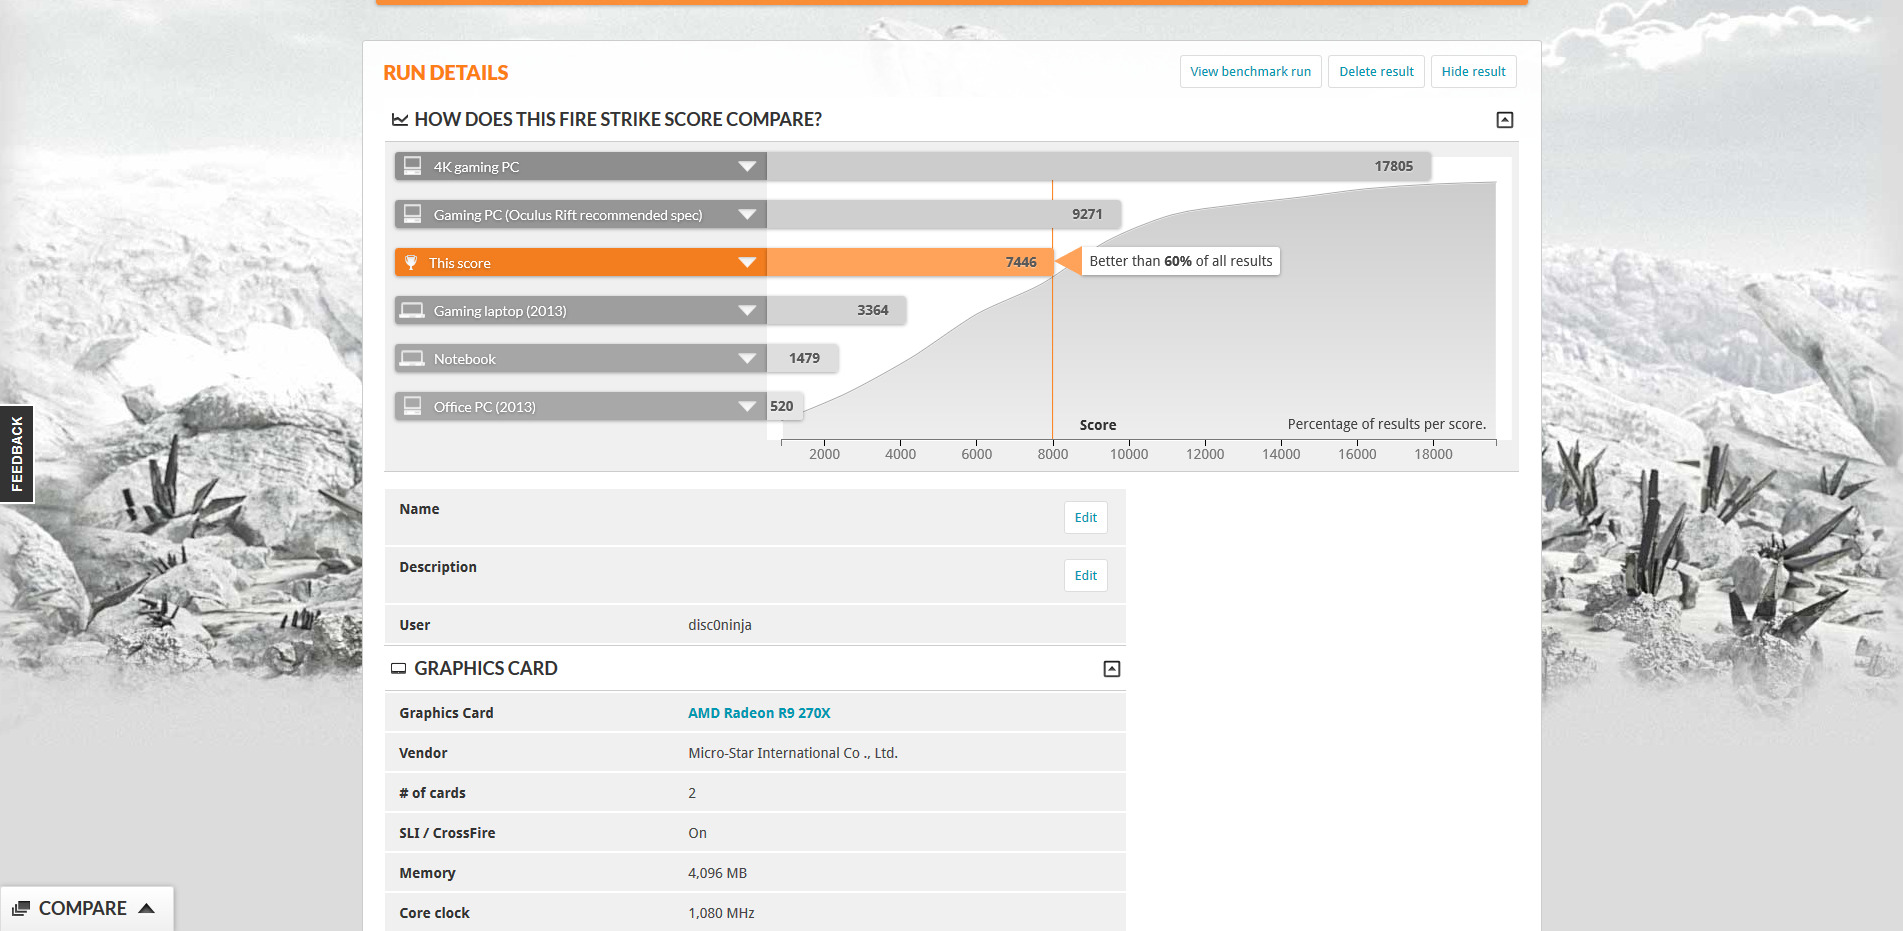 RUN DETAILS
View benchmark run Delete result Hide result
HOW DOES THIS FIRE STRIKE SCORE COMPARE?
4K gaming PC 17805
Gaming PC (Oculus Rift recommended spec) 9271
This score 7446 Better than 60% of all results
Gaming laptop (2013) 3364
Notebook 1479
Office PC (2013) 520
Score Percentage of results per score.
2000 4000 6000 8000 10000 12000 14000 16000 18000
FEEDBACK
Name Edit
Description Edit
User disc0ninja
GRAPHICS CARD
Graphics Card AMD Radeon R9 270X
Vendor Micro-Star International Co ., Ltd.
# of cards 2
SLI / CrossFire On
Memory 4,096 MB
Core clock 1,080 MHz
COMPARE